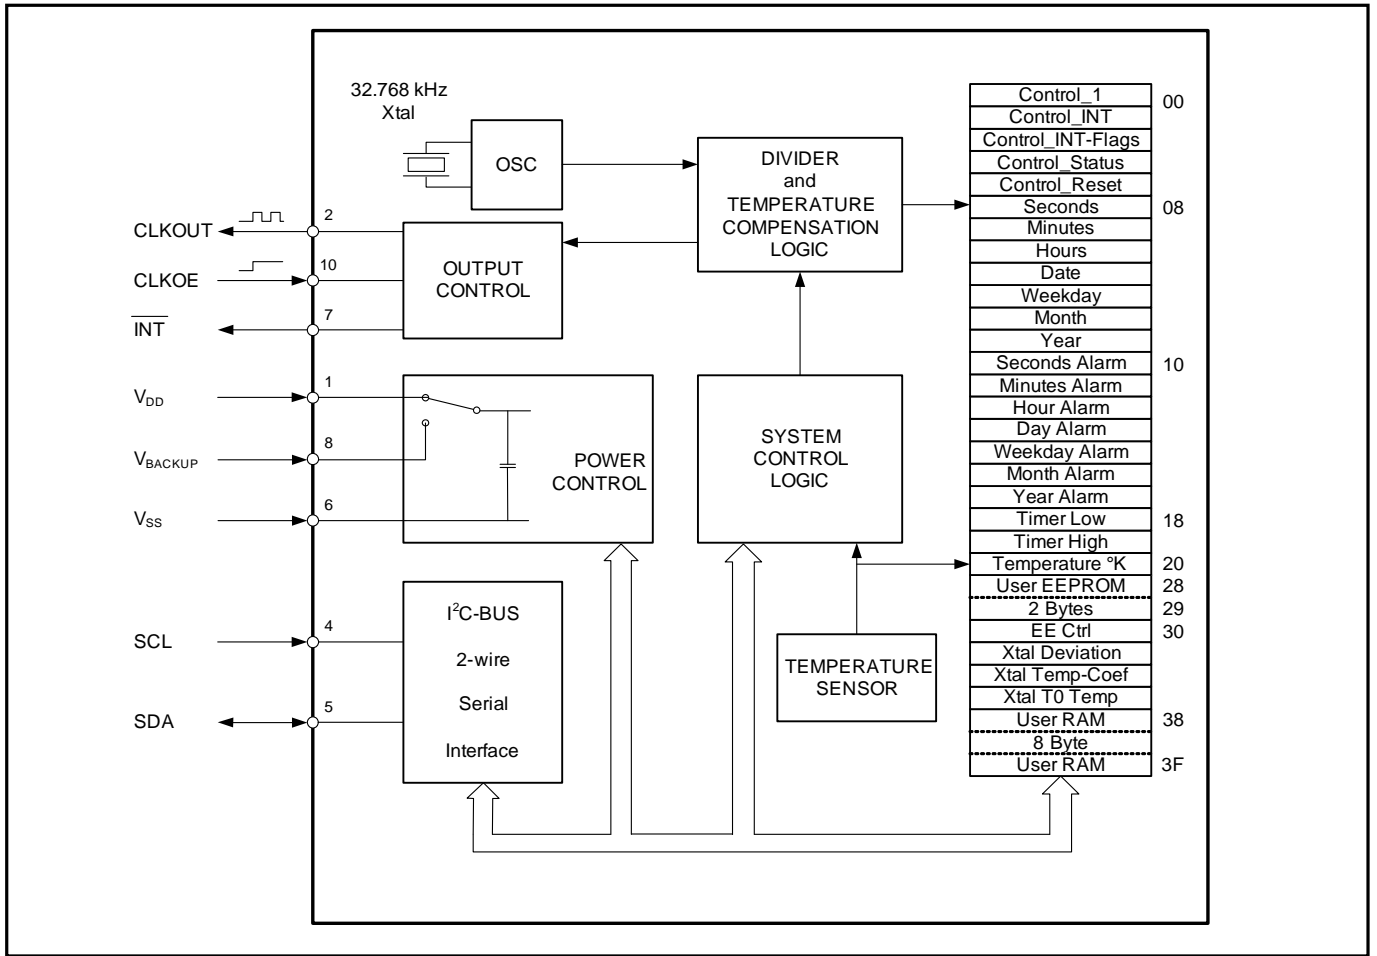 32.768 kHz
Xtal
OSC
DIVIDER
and
TEMPERATURE
COMPENSATION
LOGIC
CLKOUT
2
CLKOE
10
INT
7
OUTPUT
CONTROL
VDD
1
VBACKUP
8
VSS
6
POWER
CONTROL
SYSTEM
CONTROL
LOGIC
SCL
4
SDA
5
I²C-BUS
2-wire
Serial
Interface
TEMPERATURE
SENSOR
Control_1 00
Control_INT
Control_INT-Flags
Control_Status
Control_Reset
Seconds 08
Minutes
Hours
Date
Weekday
Month
Year
Seconds Alarm 10
Minutes Alarm
Hour Alarm
Day Alarm
Weekday Alarm
Month Alarm
Year Alarm
Timer Low 18
Timer High
Temperature °K 20
User EEPROM 28
2 Bytes 29
EE Ctrl 30
Xtal Deviation
Xtal Temp-Coef
Xtal T0 Temp
User RAM 38
8 Byte
User RAM 3F